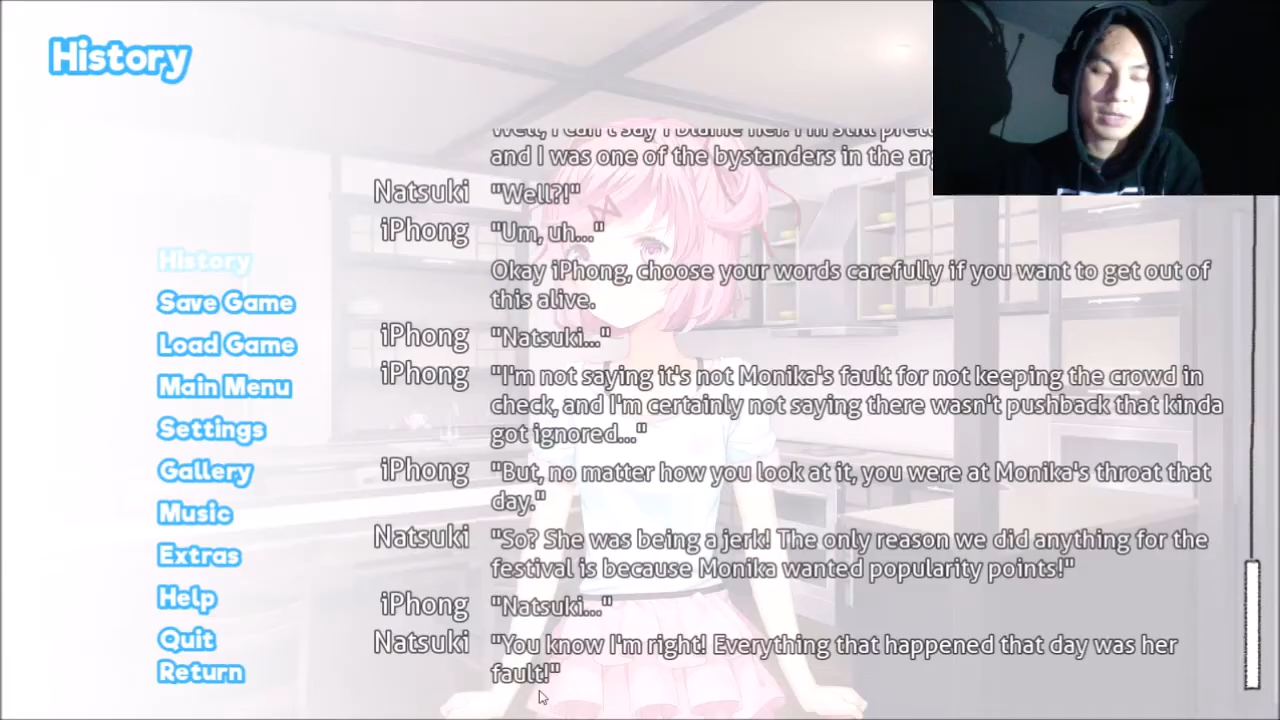 History
Well, I can't say I blame her. I'm still
and I was one of the bystanders in the
Natsuki "Well?!"
iPhong "Um, uh..."
Okay iPhong, choose your words carefully if you want to get out of
this alive.
iPhong "Natsuki..."
iPhong "I'm not saying it's not Monika's fault for not keeping the crowd in
check, and I'm certainly not saying there wasn't pushback that kinda
got ignored..."
iPhong "But, no matter how you look at it, you were at Monika's throat that
day."
Natsuki "So? She was being a jerk! The only reason we did anything for the
festival is because Monika wanted popularity points!"
iPhong "Natsuki..."
Natsuki "You know I'm right! Everything that happened that day was her
fault!"
History
Save Game
Load Game
Main Menu
Settings
Gallery
Music
Extras
Help
Quit
Return